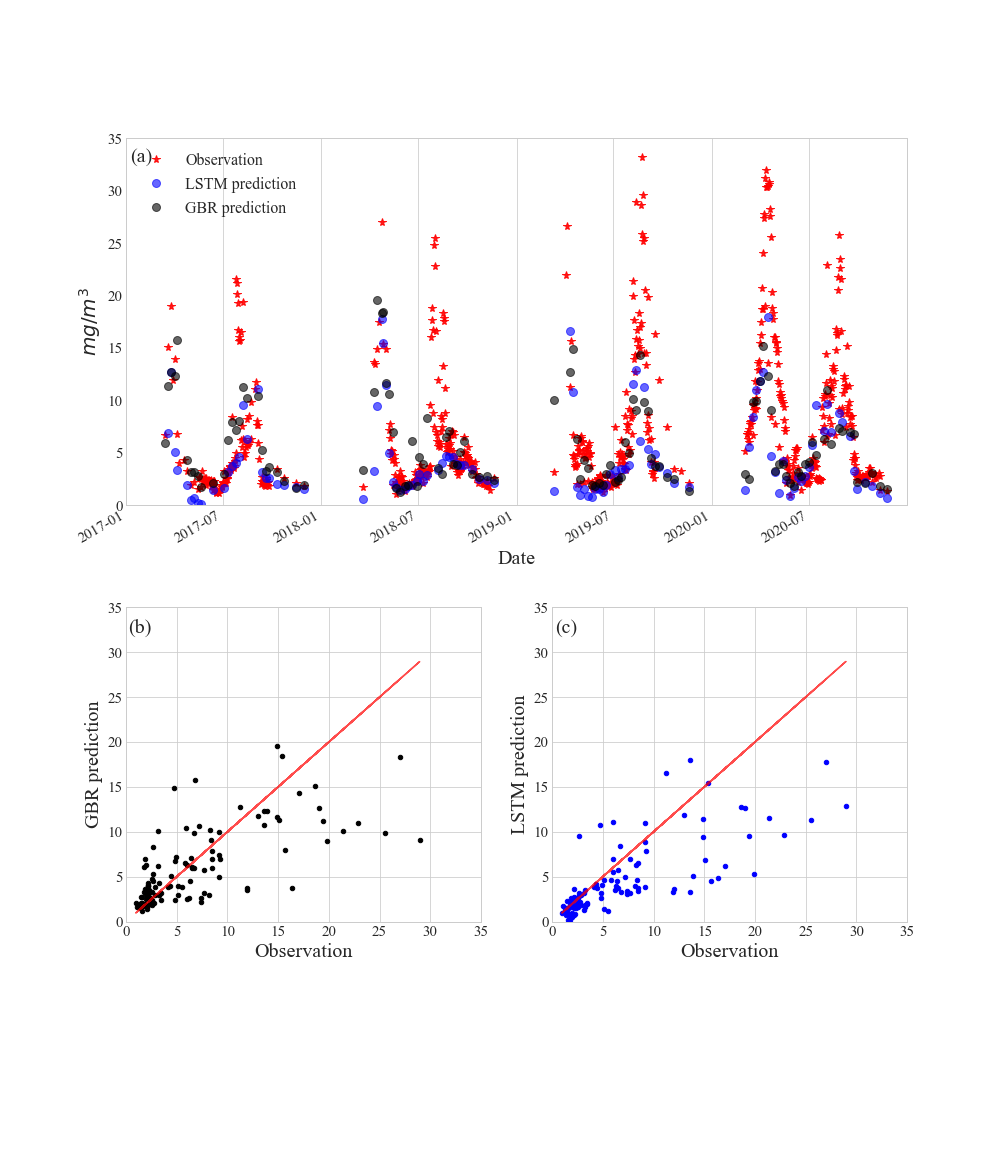 35
(a)
Observation
30
LSTM prediction
GBR prediction
25
20
mg/m³
15
10
5
0
2017-01
2017-07
2018-01
2018-07
2019-01
2019-07
2020-01
2020-07
Date
35
(b)
30
25
20
GBR prediction
15
10
5
0
0 5 10 15 20 25 30 35
Observation
35
(c)
30
25
20
LSTM prediction
15
10
5
0
0 5 10 15 20 25 30 35
Observation